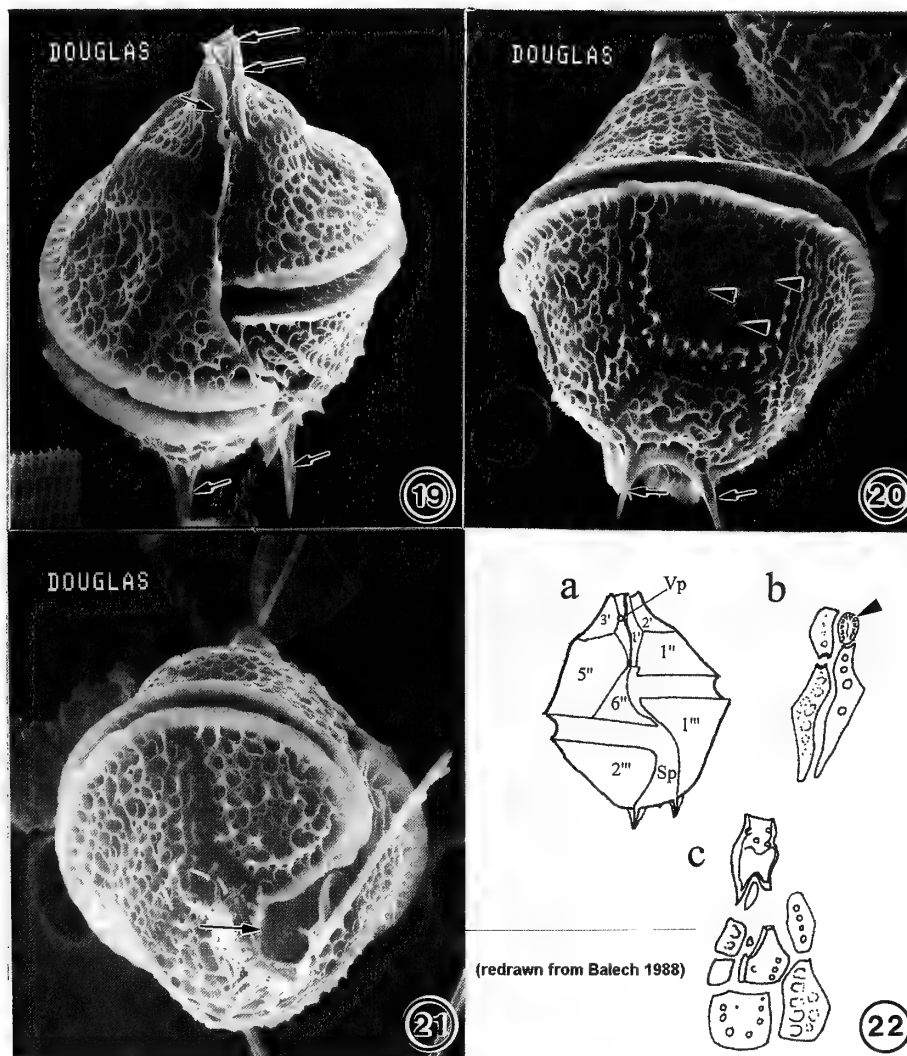 DOUGLAS
19
DOUGLAS
20
DOUGLAS
21
a
Vp
3'
1'
2'
1"
5"
6"
1'''
2'''
Sp
b
c
(redrawn from Balech 1988)
22